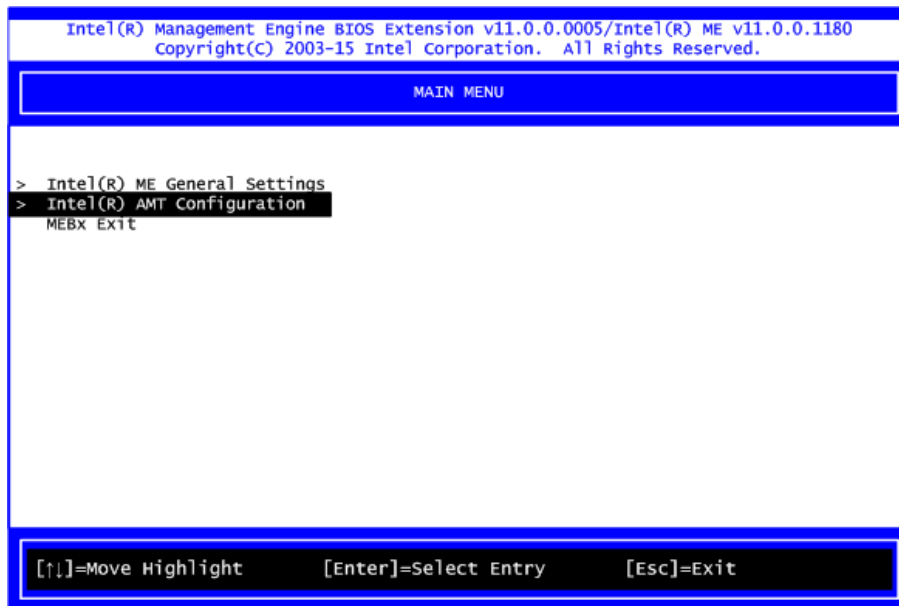 Intel(R) Management Engine BIOS Extension v11.0.0.0005/Intel(R) ME v11.0.0.1180
Copyright(C) 2003-15 Intel Corporation. All Rights Reserved.
MAIN MENU
> Intel(R) ME General Settings
> Intel(R) AMT Configuration
MEBx Exit
[↑↓]=Move Highlight [Enter]=Select Entry [Esc]=Exit